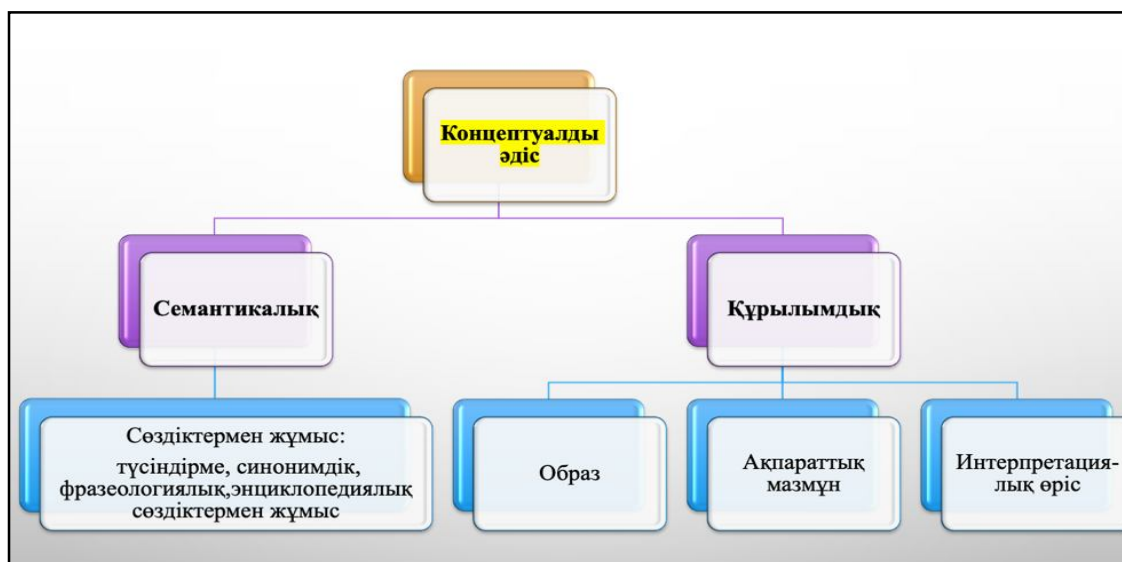 Концептуалды
әдіс
Семантикалық
Құрылымдық
Сөздіктермен жұмыс:
түсіндірме, синонимдік,
фразеологиялық,энциклопедиялық
сөздіктермен жұмыс
Образ
Ақпараттық
мазмұн
Интерпретация-
лық өріс